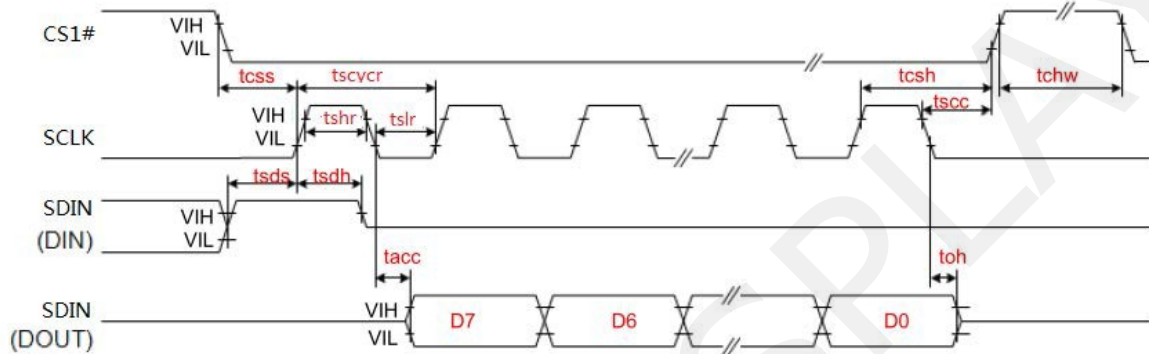 CS1#
VIH
VIL
tcss tscycr tcsh tchw
SCLK
VIH
VIL
tshr tslr tscc
SDIN
(DIN)
VIH
VIL
tsds tsdh
tacc toh
SDIN
(DOUT)
VIH
VIL
D7 D6 D0
SPLAY